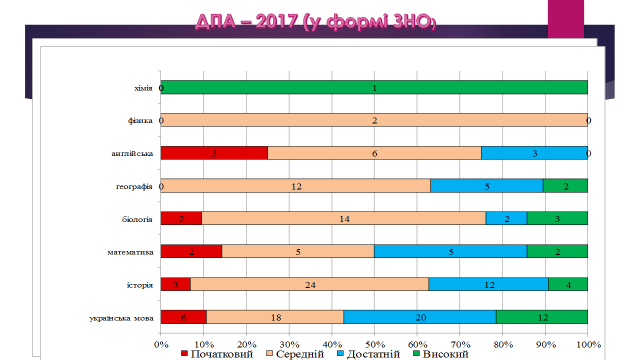 ДПА – 2017 (у формі ЗНО)
хімія 0 1
фізика 0 2 0
англійська 3 6 3 0
географія 0 12 5 2
біологія 2 14 2 3
математика 2 5 5 2
історія 3 24 12 4
українська мова 6 18 20 12
0% 10% 20% 30% 40% 50% 60% 70% 80% 90% 100%
Початковий Середній Достатній Високий